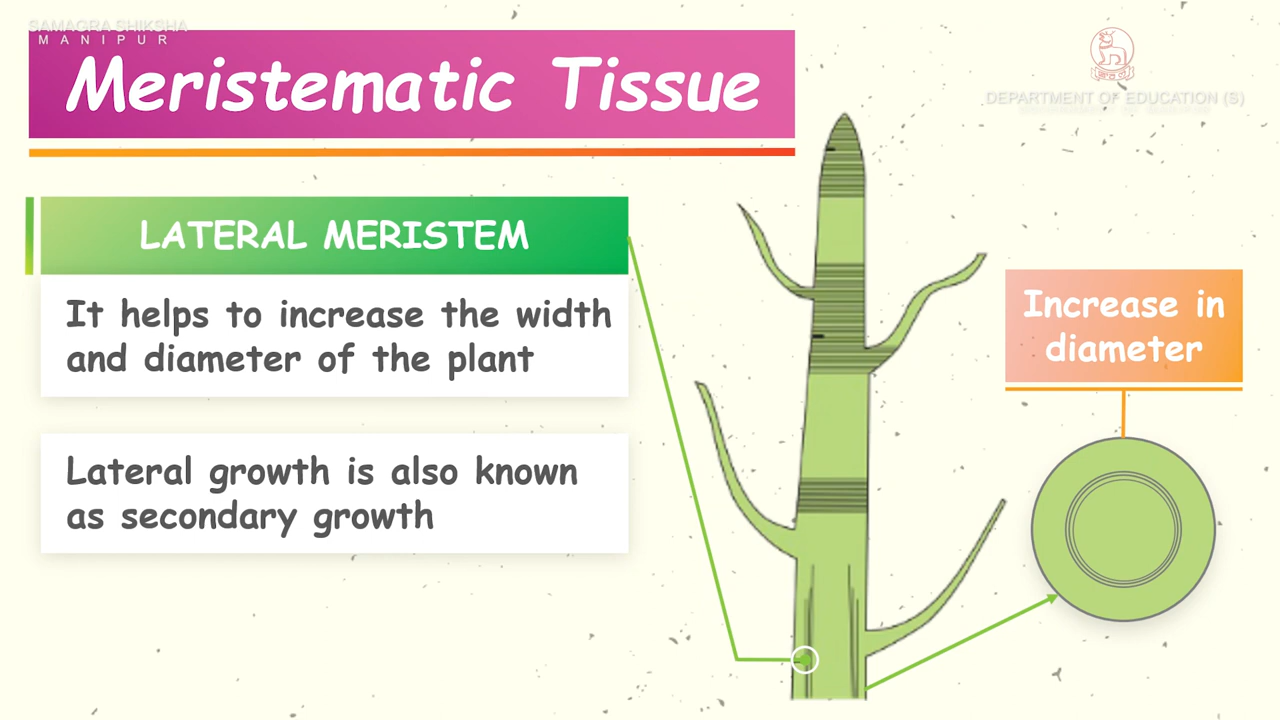 SAMAGRA SHIKSHA
MANIPUR
Meristematic Tissue
DEPARTMENT OF EDUCATION (S)
LATERAL MERISTEM
It helps to increase the width
and diameter of the plant
Lateral growth is also known
as secondary growth
Increase in
diameter